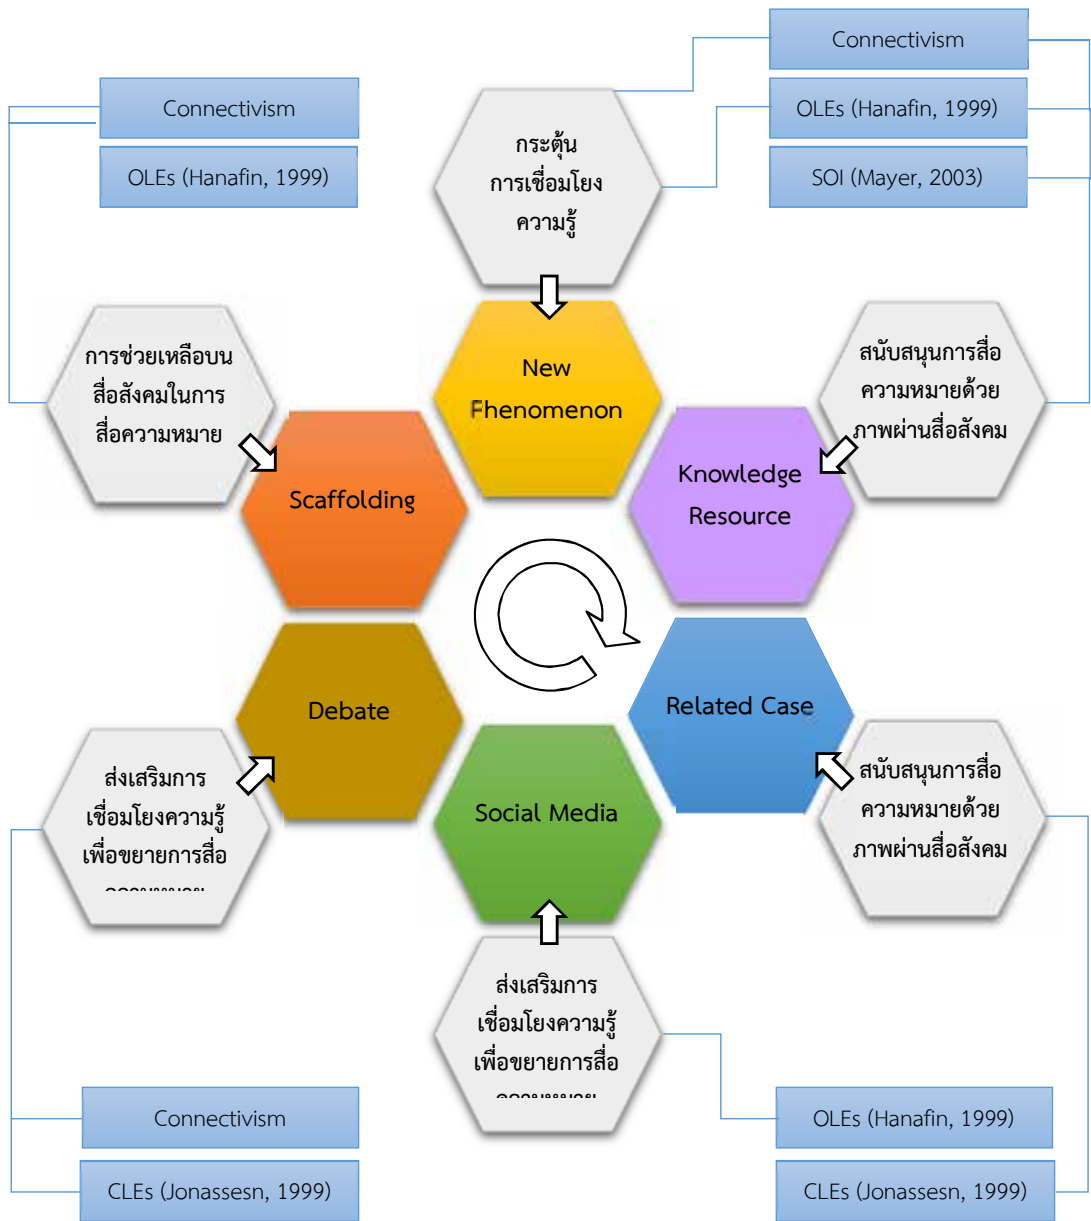 Connectivism
OLEs (Hanafin, 1999)
Connectivism
OLEs (Hanafin, 1999)
SOI (Mayer, 2003)
กระตุ้น
การเชื่อมโยง
ความรู้
การช่วยเหลือบน
สื่อสังคมในการ
สื่อความหมาย
New
Fhenomenon
สนับสนุนการสื่อ
ความหมายด้วย
ภาพผ่านสื่อสังคม
Scaffolding
Knowledge
Resource
Debate
Related Case
ส่งเสริมการ
เชื่อมโยงความรู้
เพื่อขยายการสื่อ
Social Media
สนับสนุนการสื่อ
ความหมายด้วย
ภาพผ่านสื่อสังคม
ส่งเสริมการ
เชื่อมโยงความรู้
เพื่อขยายการสื่อ
Connectivism
CLEs (Jonassesn, 1999)
OLEs (Hanafin, 1999)
CLEs (Jonassesn, 1999)